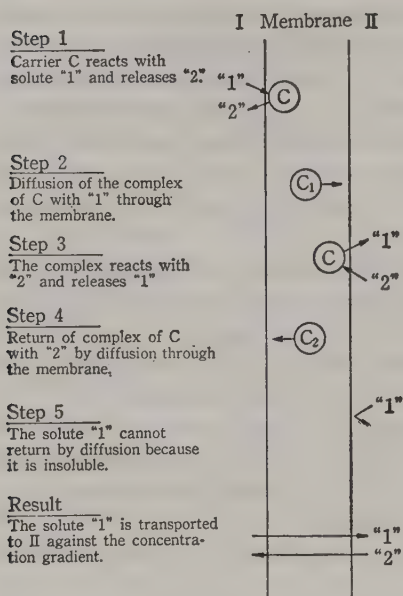 I Membrane II
Step 1
Carrier C reacts with
solute "1" and releases "2."
"1"
"2"
C
Step 2
Diffusion of the complex
of C with "1" through
the membrane.
C1
Step 3
The complex reacts with
"2" and releases "1"
C
"1"
"2"
Step 4
Return of complex of C
with "2" by diffusion through
the membrane.
C2
Step 5
The solute "1" cannot
return by diffusion because
it is insoluble.
"1"
Result
The solute "1" is transported
to II against the concentra-
tion gradient.
"1"
"2"